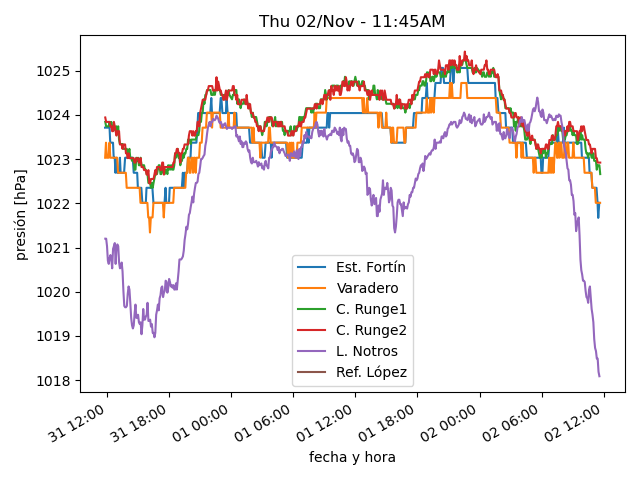 Thu 02/Nov - 11:45AM
presión [hPa]
1025
1024
1023
1022
1021
1020
1019
1018
Est. Fortín
Varadero
C. Runge1
C. Runge2
L. Notros
Ref. López
31 12:00
31 18:00
01 00:00
01 06:00
01 12:00
01 18:00
02 00:00
02 06:00
02 12:00
fecha y hora